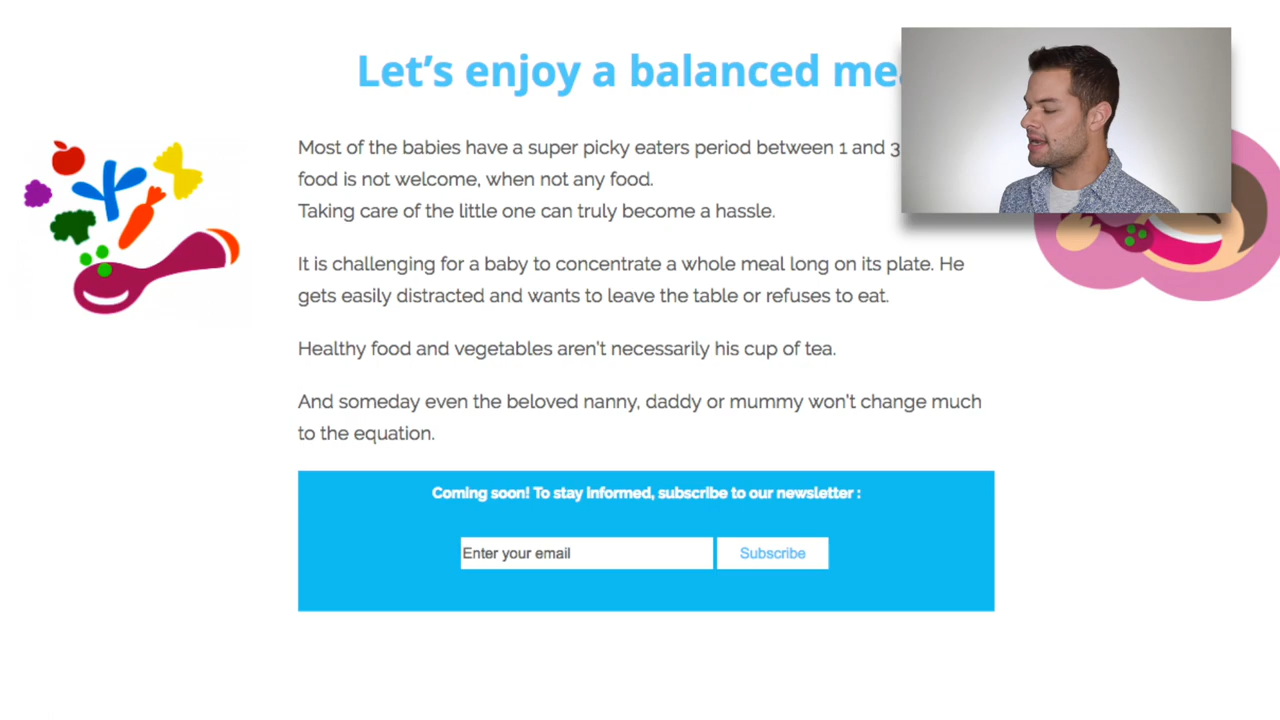 Let's enjoy a balanced
Most of the babies have a super picky eaters period between 1 and 3
food is not welcome, when not any food.
Taking care of the little one can truly become a hassle.
It is challenging for a baby to concentrate a whole meal long on its plate. He
gets easily distracted and wants to leave the table or refuses to eat.
Healthy food and vegetables aren't necessarily his cup of tea.
And someday even the beloved nanny, daddy or mummy won't change much
to the equation.
Coming soon! To stay informed, subscribe to our newsletter :
Enter your email Subscribe